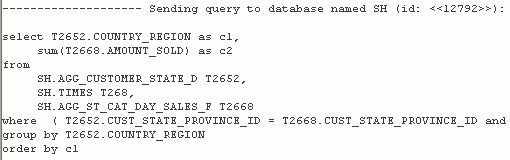 -------------------- Sending query to database named SH (id: <<12792>>):
select T2652.COUNTRY_REGION as c1,
sum(T2668.AMOUNT_SOLD) as c2
from
SH.AGG_CUSTOMER_STATE_D T2652,
SH.TIMES T268,
SH.AGG_ST_CAT_DAY_SALES_F T2668
where ( T2652.CUST_STATE_PROVINCE_ID = T2668.CUST_STATE_PROVINCE_ID and
group by T2652.COUNTRY_REGION
order by c1